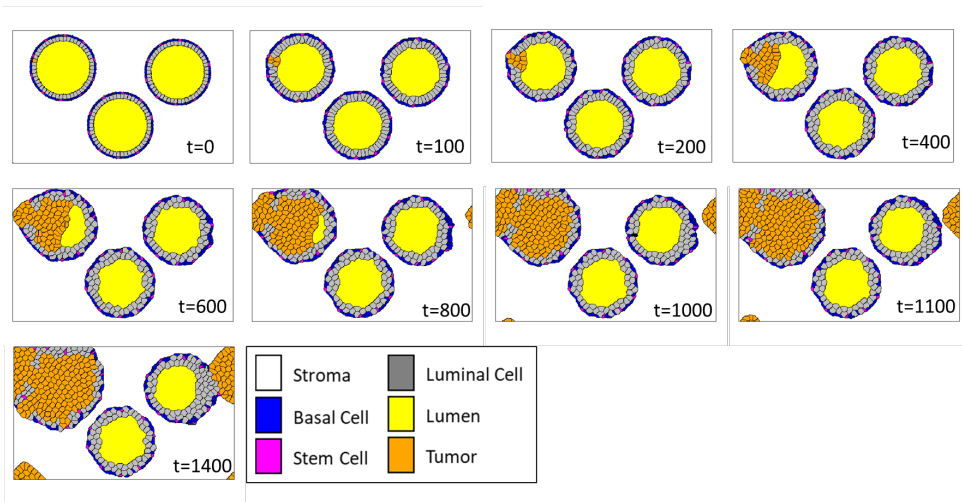 t=0
t=100
t=200
t=400
t=600
t=800
t=1000
t=1100
t=1400
Stroma
Luminal Cell
Basal Cell
Lumen
Stem Cell
Tumor